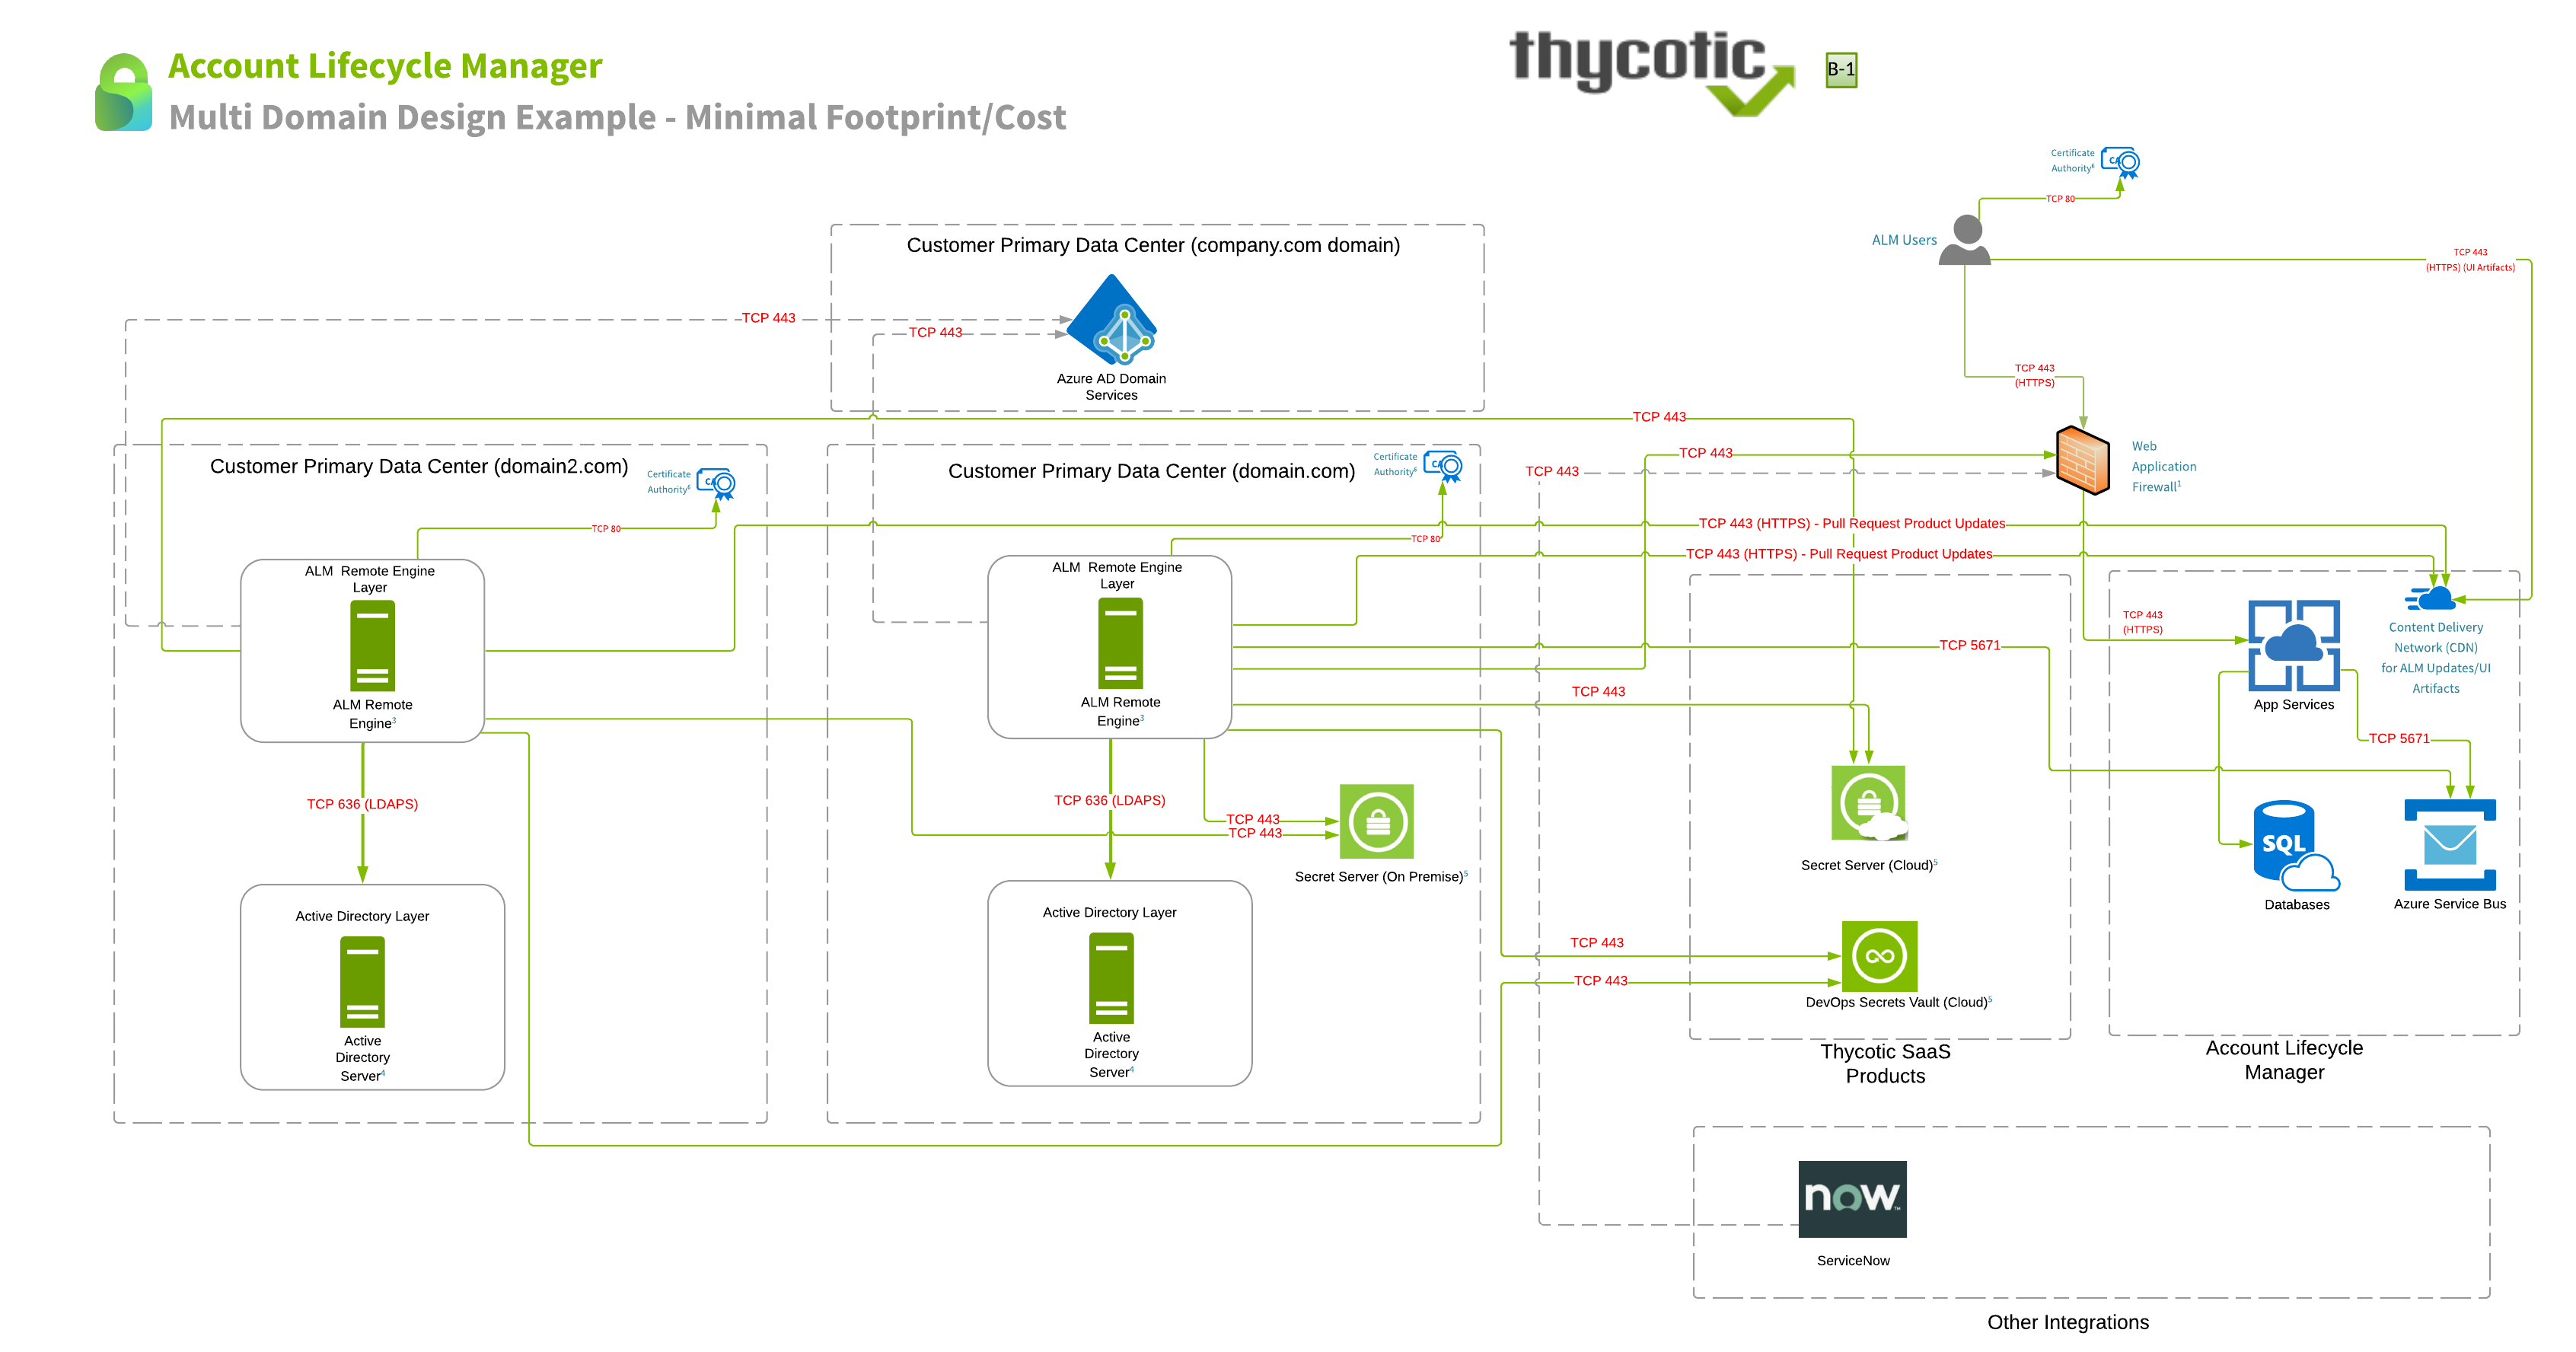 Account Lifecycle Manager
Multi Domain Design Example - Minimal Footprint/Cost
thycotic
B-1
Certificate
Authority⁶
CA
TCP 80
ALM Users
TCP 443
(HTTPS) (UI Artifacts)
Customer Primary Data Center (company.com domain)
TCP 443
TCP 443
Azure AD Domain
Services
TCP 443
(HTTPS)
TCP 443
Customer Primary Data Center (domain2.com)
Certificate
Authority⁶
CA
TCP 80
Customer Primary Data Center (domain.com)
Certificate
Authority⁶
CA
TCP 80
TCP 443
TCP 443
Web
Application
Firewall¹
TCP 443 (HTTPS) - Pull Request Product Updates
TCP 443 (HTTPS) - Pull Request Product Updates
ALM Remote Engine
Layer
ALM Remote
Engine³
ALM Remote Engine
Layer
ALM Remote
Engine³
TCP 443
(HTTPS)
TCP 5671
TCP 443
App Services
Content Delivery
Network (CDN)
for ALM Updates/UI
Artifacts
TCP 5671
TCP 636 (LDAPS)
TCP 636 (LDAPS)
TCP 443
TCP 443
Secret Server (On Premise)⁵
Secret Server (Cloud)⁵
SQL
Databases
Azure Service Bus
Active Directory Layer
Active
Directory
Server⁴
Active Directory Layer
Active
Directory
Server⁴
TCP 443
TCP 443
DevOps Secrets Vault (Cloud)⁵
Thycotic SaaS
Products
Account Lifecycle
Manager
now™
ServiceNow
Other Integrations